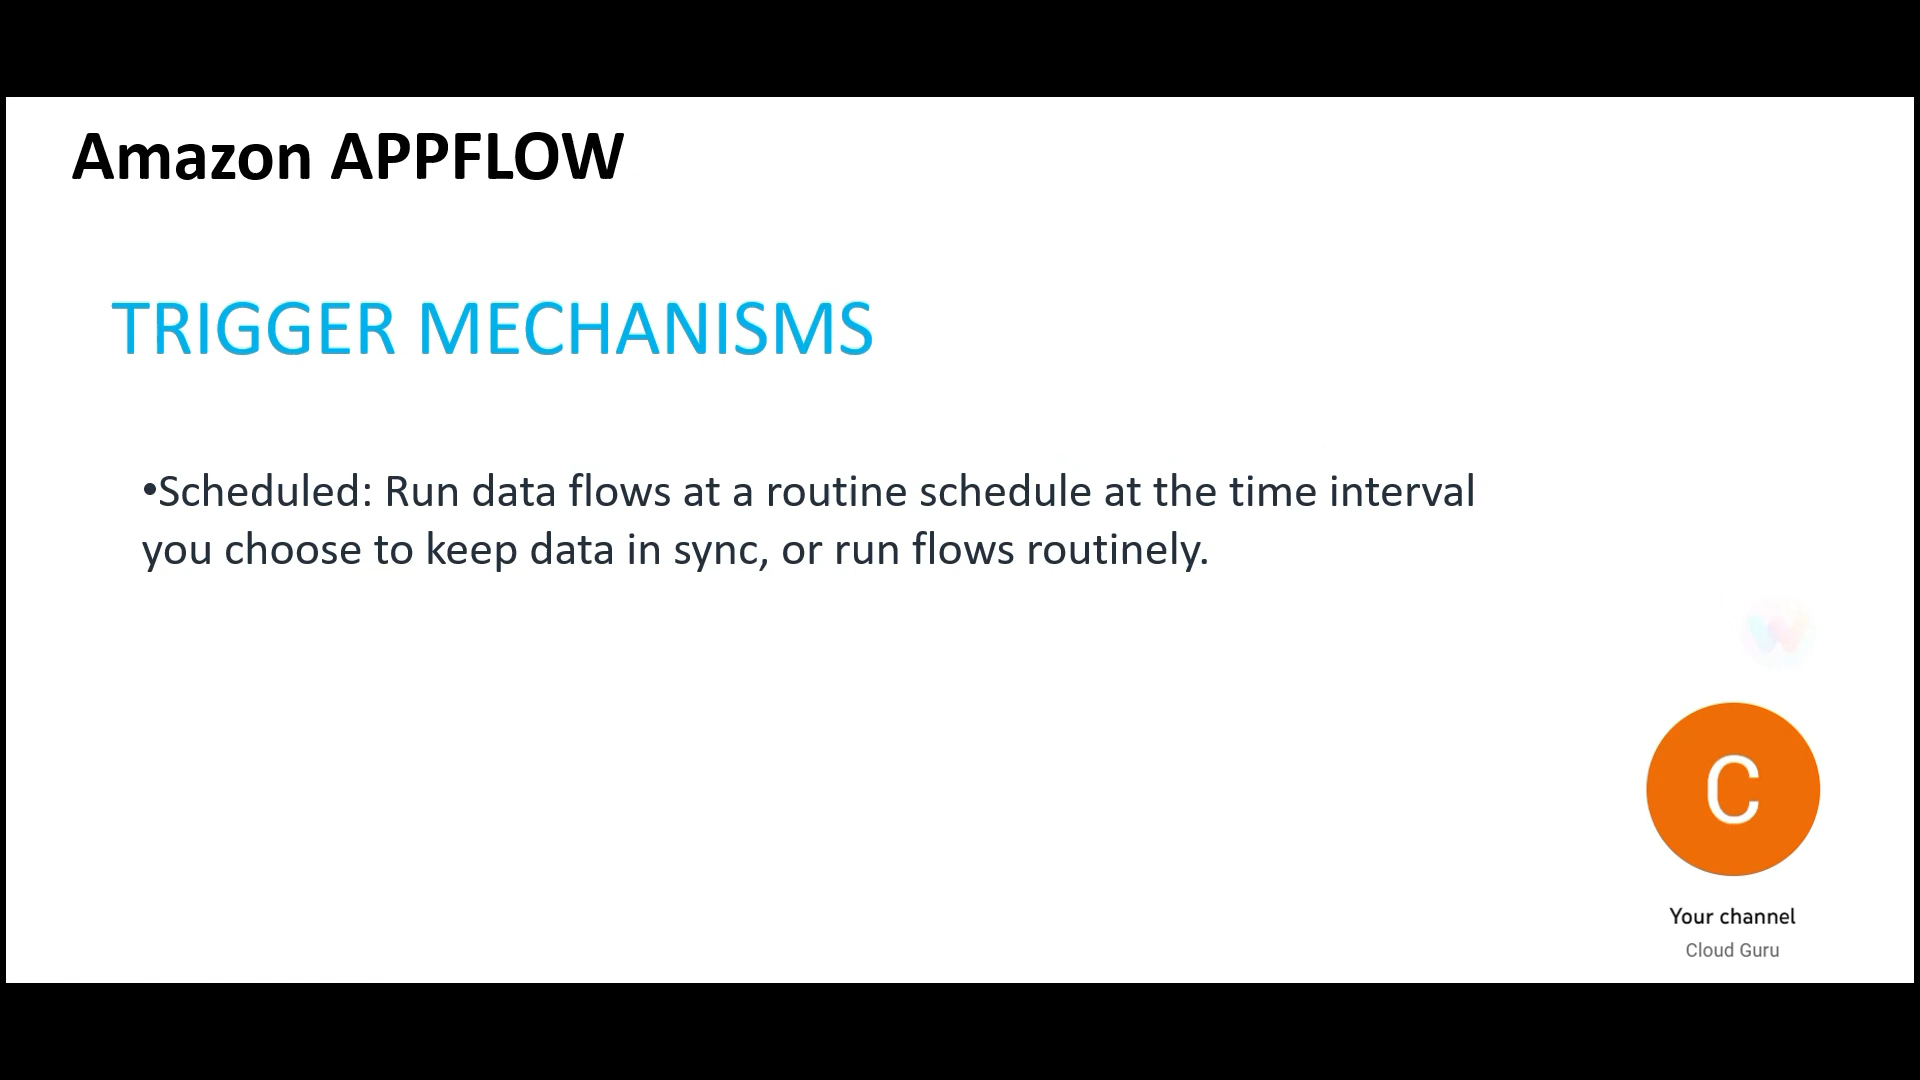 Amazon APPFLOW
TRIGGER MECHANISMS
•Scheduled: Run data flows at a routine schedule at the time interval
you choose to keep data in sync, or run flows routinely.
W
C
Your channel
Cloud Guru